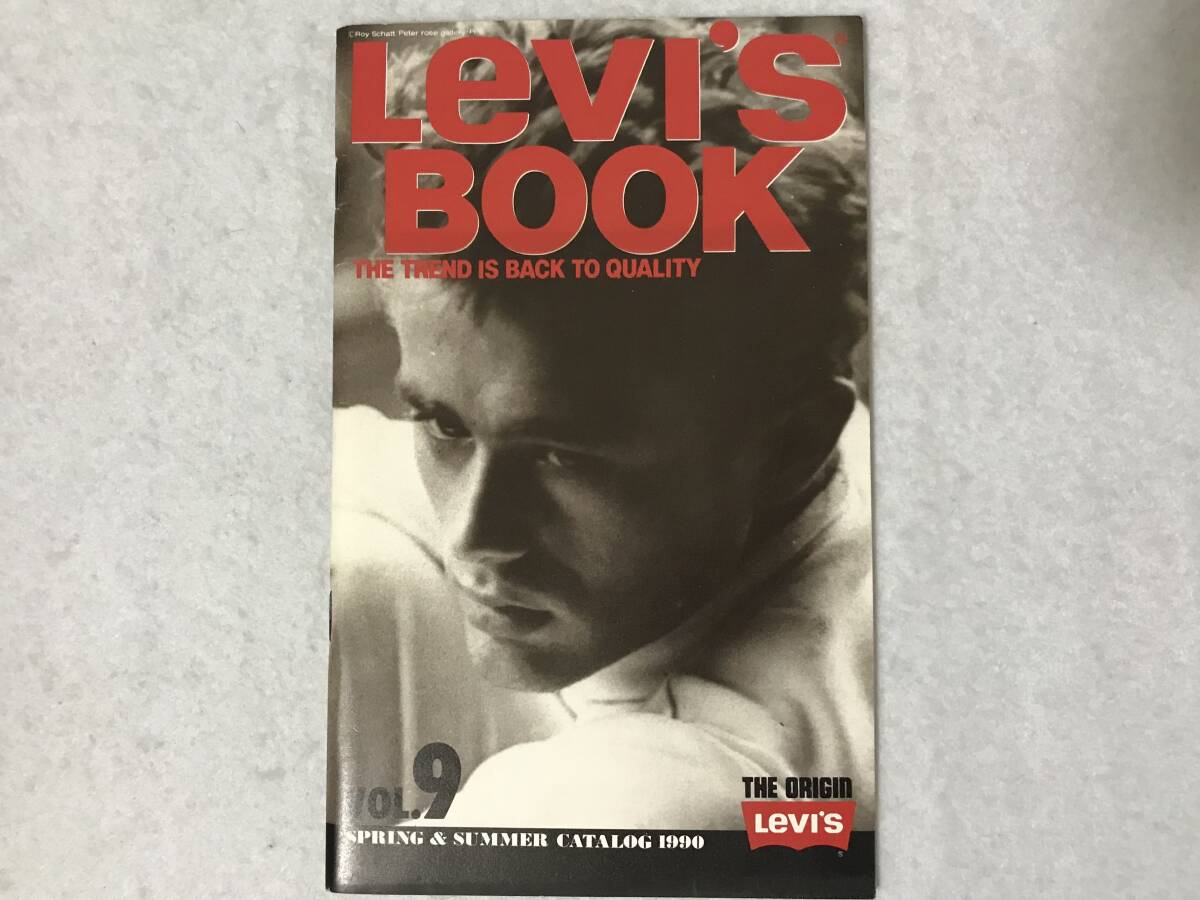 ©Roy Schatt Peter rose gallery
Levi's®
BOOK
THE TREND IS BACK TO QUALITY
VOL.9
THE ORIGIN
Levi's
SPRING & SUMMER CATALOG 1990